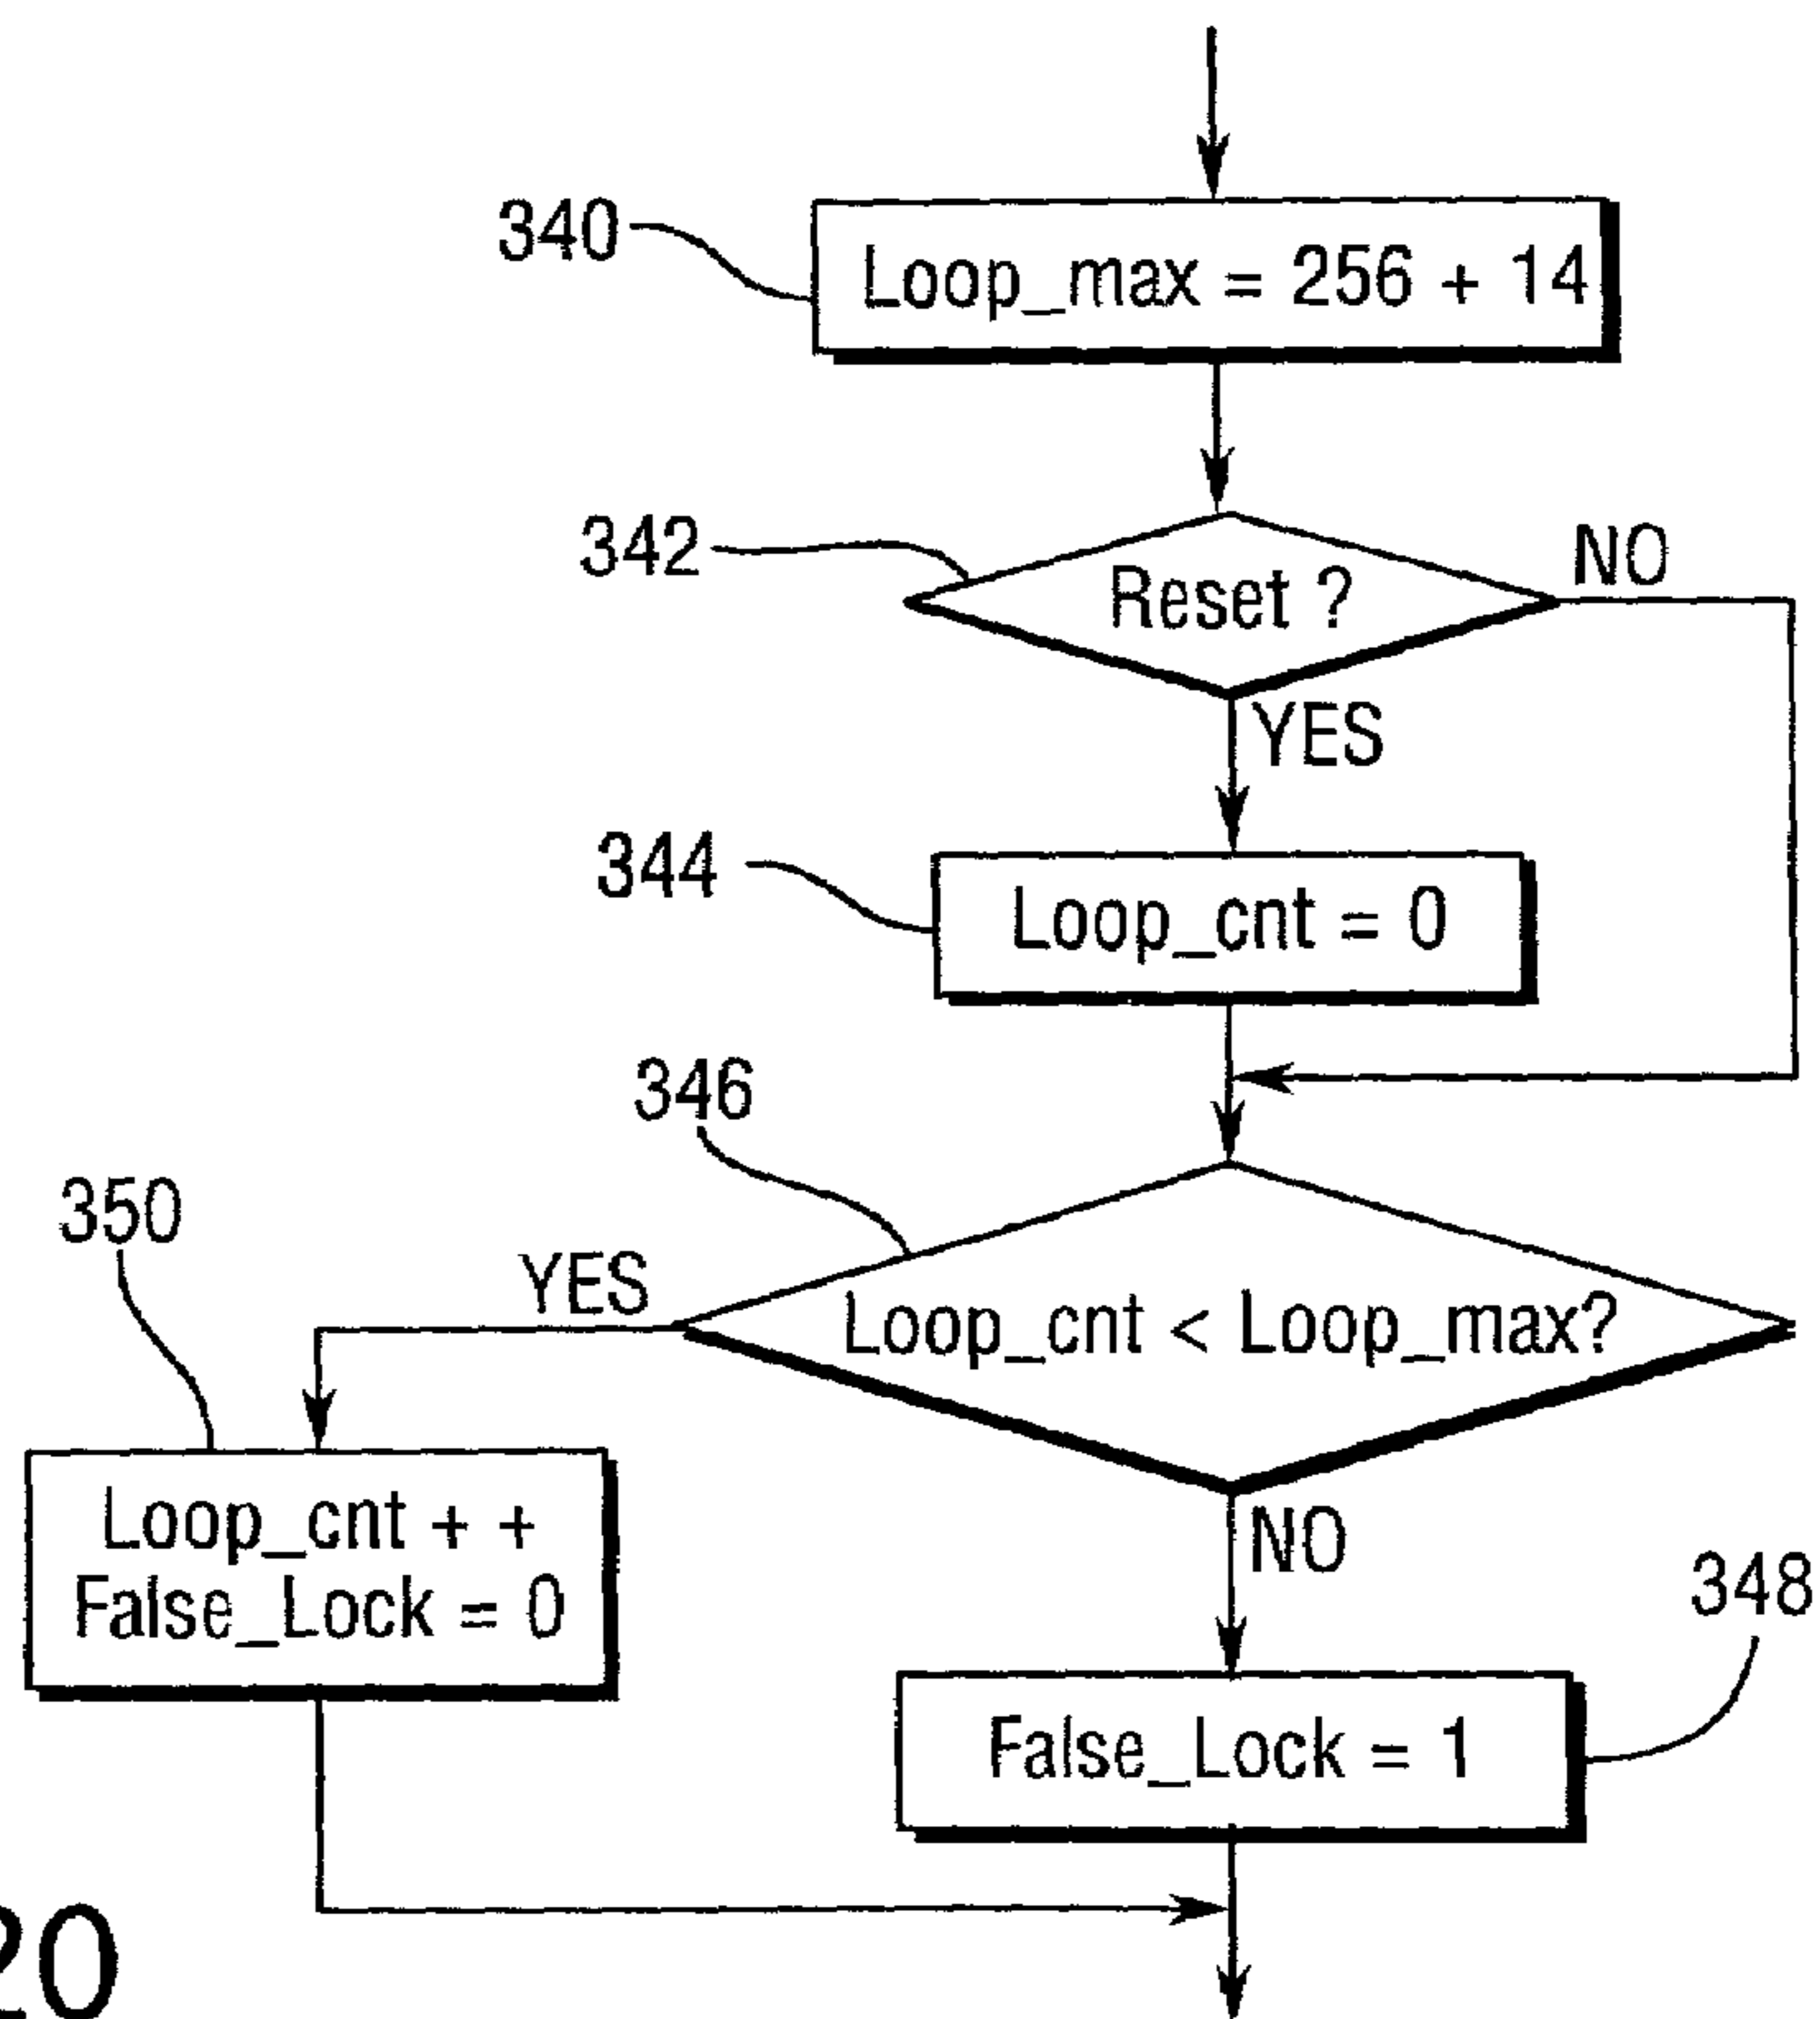 340
Loop_max = 256 + 14
342
Reset ?
NO
YES
344
Loop_cnt = 0
346
350
YES
Loop_cnt < Loop_max?
Loop_cnt + +
False_Lock = 0
NO
348
False_Lock = 1
20